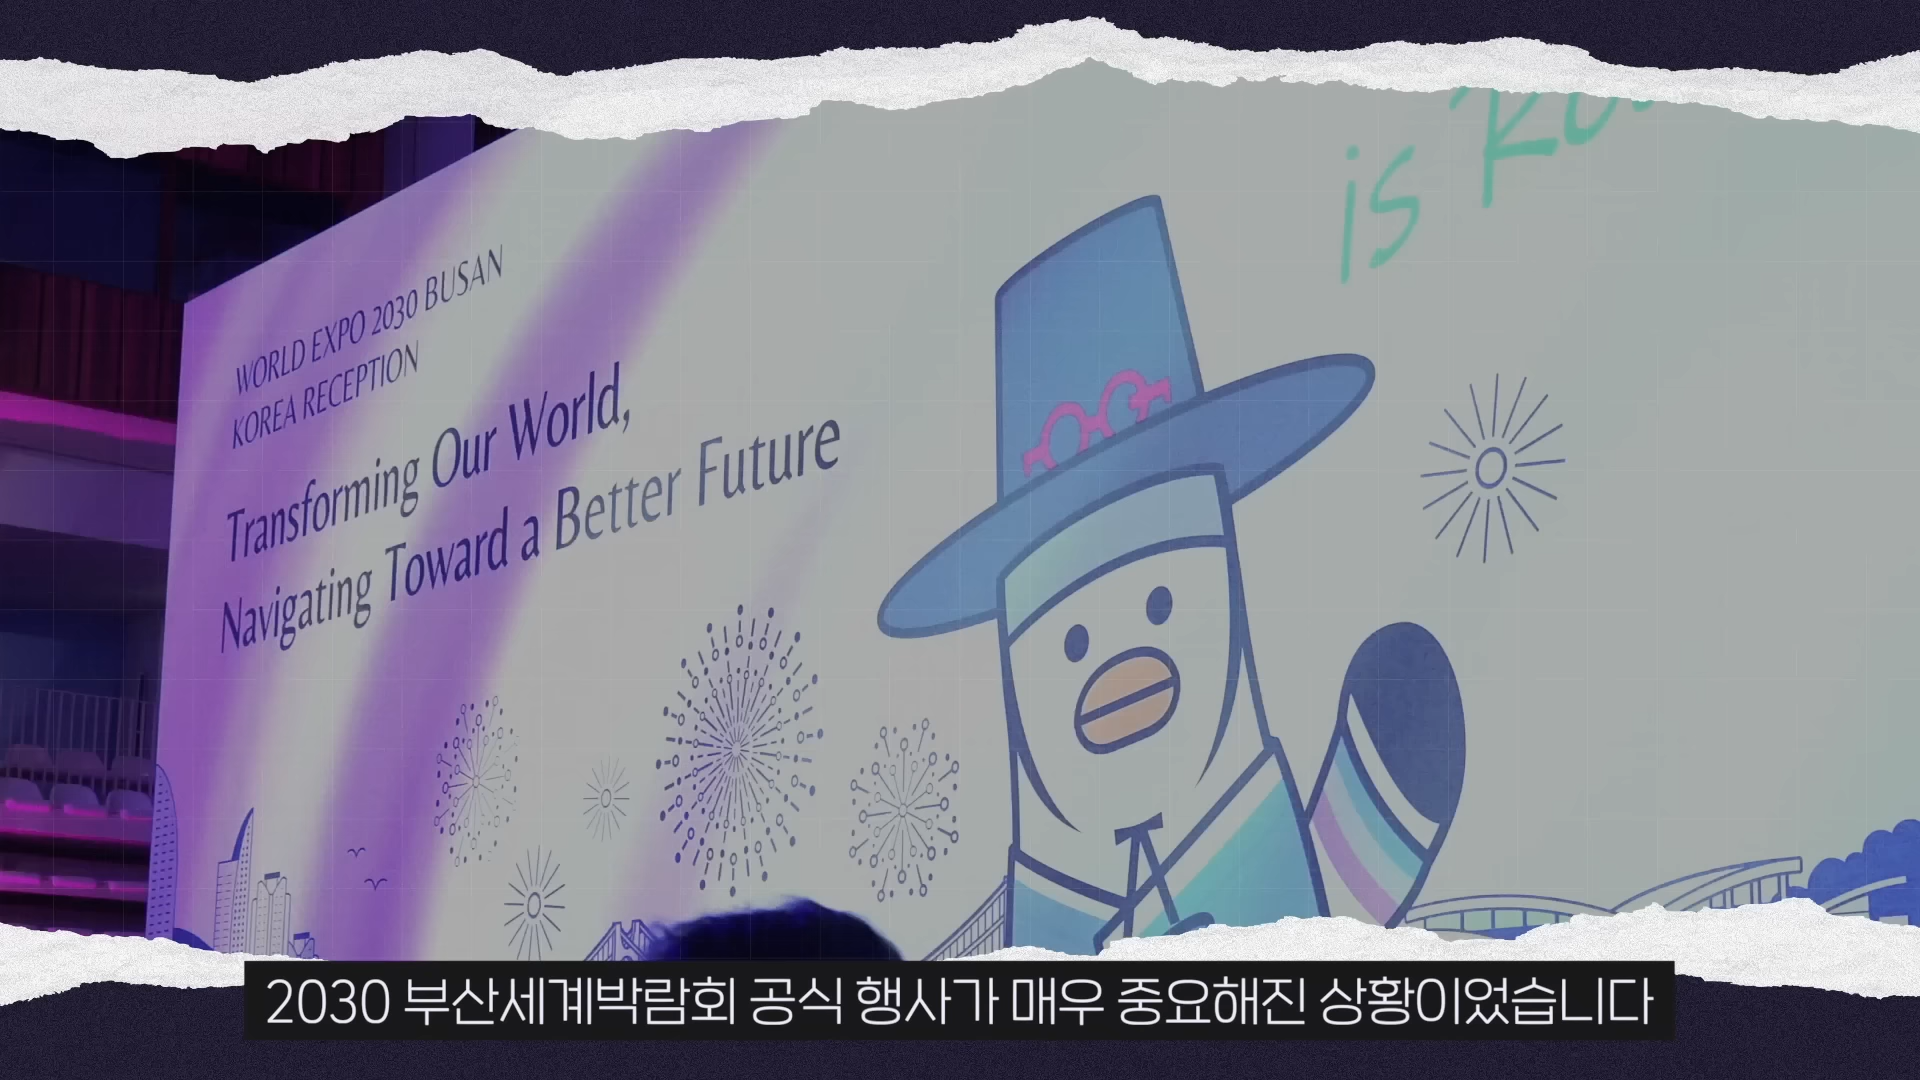 is
WORLD EXPO 2030 BUSAN
KOREA RECEPTION
Transforming Our World,
Navigating Toward a Better Future
2030 부산세계박람회 공식 행사가 매우 중요해진 상황이었습니다